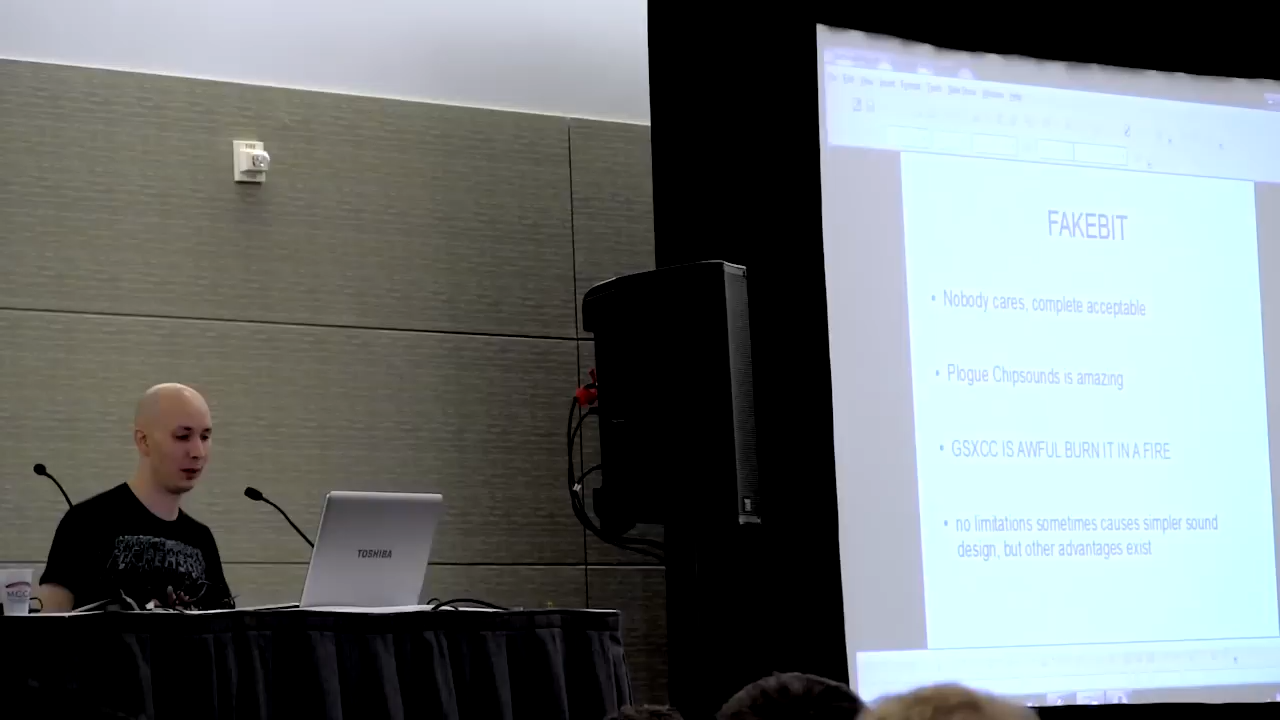 FAKEBIT
• Nobody cares, complete acceptable
• Plogue Chipsounds is amazing
• GSXCC IS AWFUL BURN IT IN A FIRE
• no limitations sometimes causes simpler sound
design, but other advantages exist
TOSHIBA